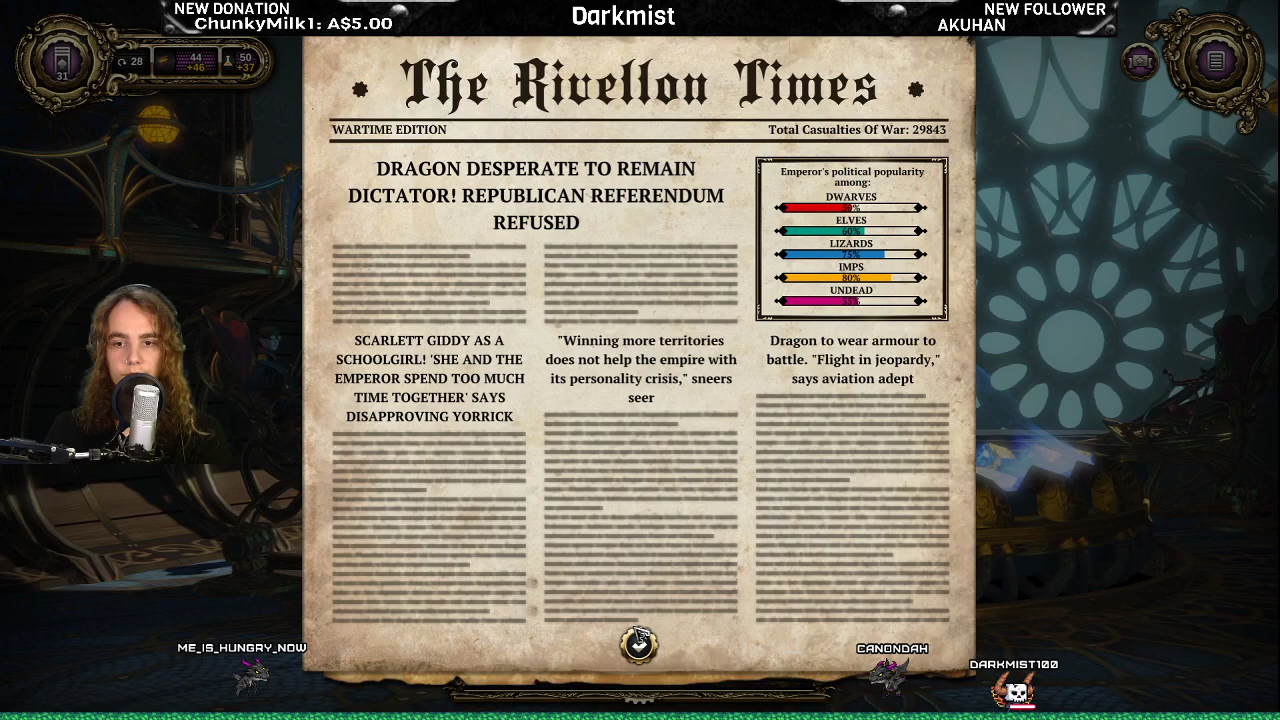 NEW DONATION
ChunkyMilk1: A$5.00
Darkmist
NEW FOLLOWER
AKUHAN
31
28
44
+46
50
+37
The Rivellon Times
WARTIME EDITION
Total Casualties Of War: 29843
DRAGON DESPERATE TO REMAIN
DICTATOR! REPUBLICAN REFERENDUM
REFUSED
Emperor's political popularity
among:
DWARVES
ELVES
60%
LIZARDS
75%
IMPS
80%
UNDEAD
55%
SCARLETT GIDDY AS A
SCHOOLGIRL! 'SHE AND THE
EMPEROR SPEND TOO MUCH
TIME TOGETHER' SAYS
DISAPPROVING YORRICK
"Winning more territories
does not help the empire with
its personality crisis," sneers
seer
Dragon to wear armour to
battle. "Flight in jeopardy,"
says aviation adept
ME_IS_HUNGRY_NOW
CANONDAH
DARKMIST100